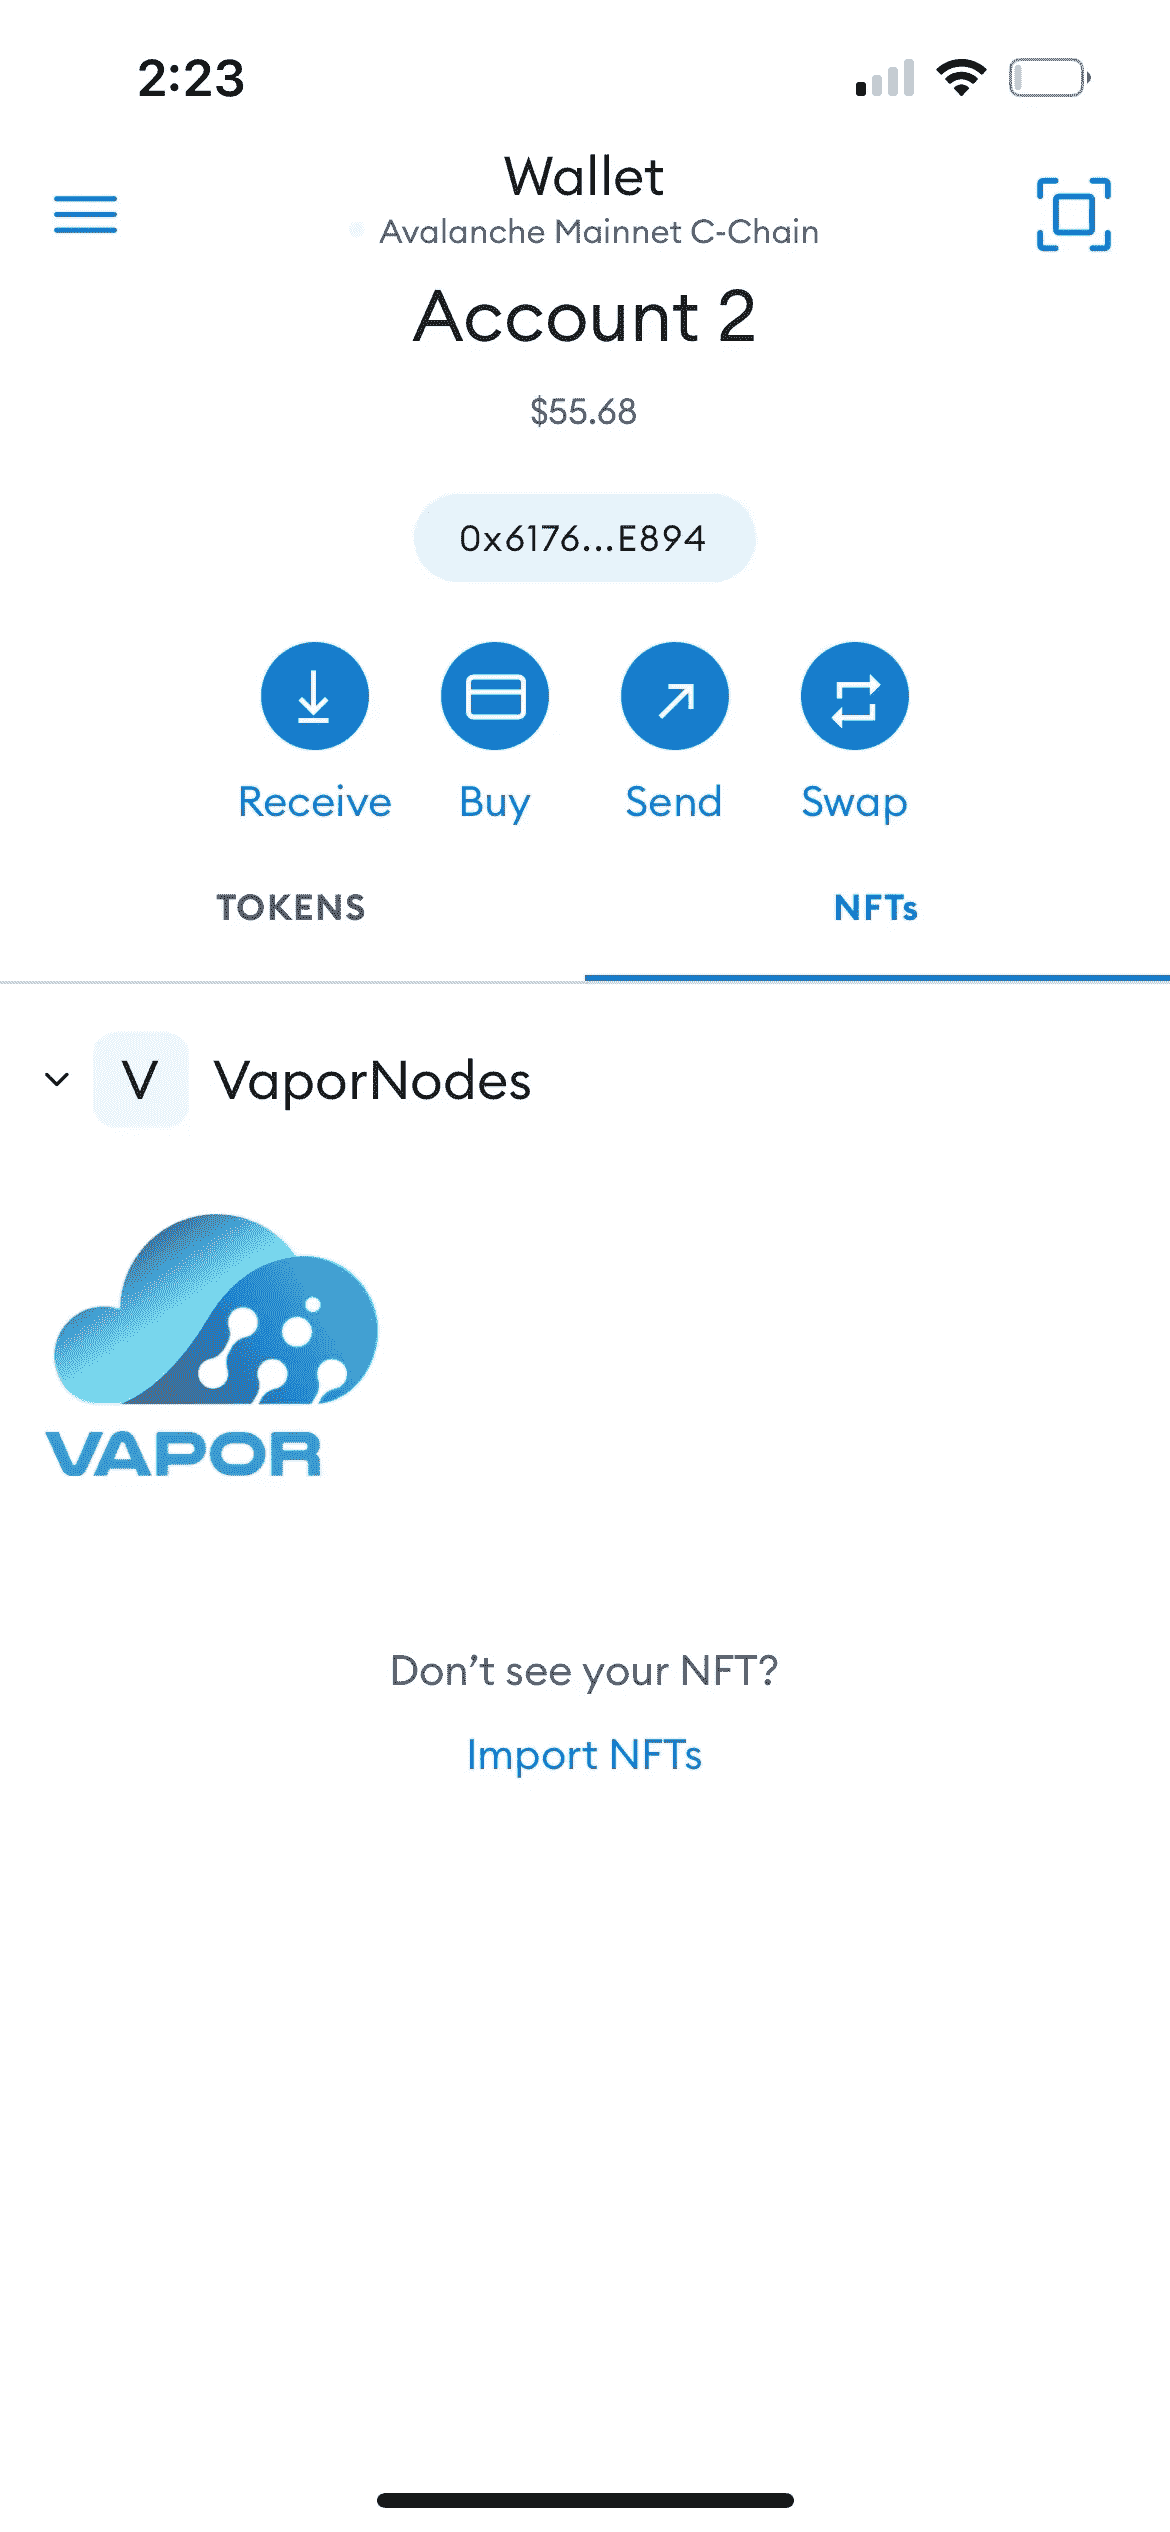 2:23
Wallet
Avalanche Mainnet C-Chain
Account 2
$55.68
0x6176...E894
Receive Buy Send Swap
TOKENS NFTs
V VaporNodes
VAPOR
Don't see your NFT?
Import NFTs